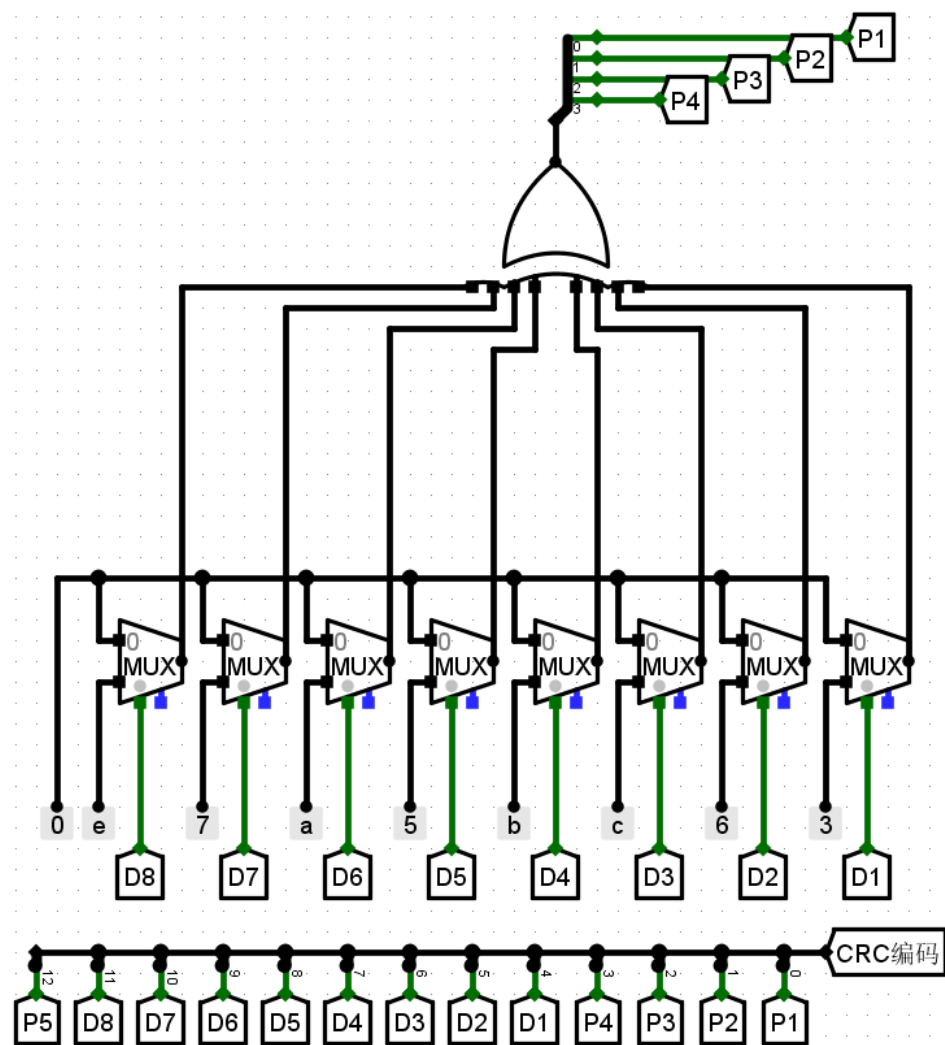 0 P1
1 P2
2 P3
3 P4
0 0 0 0 0 0 0 0
MUX MUX MUX MUX MUX MUX MUX MUX
0 e 7 a 5 b c 6 3
D8 D7 D6 D5 D4 D3 D2 D1
CRC编码
12 11 10 9 8 7 6 5 4 3 2 1 0
P5 D8 D7 D6 D5 D4 D3 D2 D1 P4 P3 P2 P1